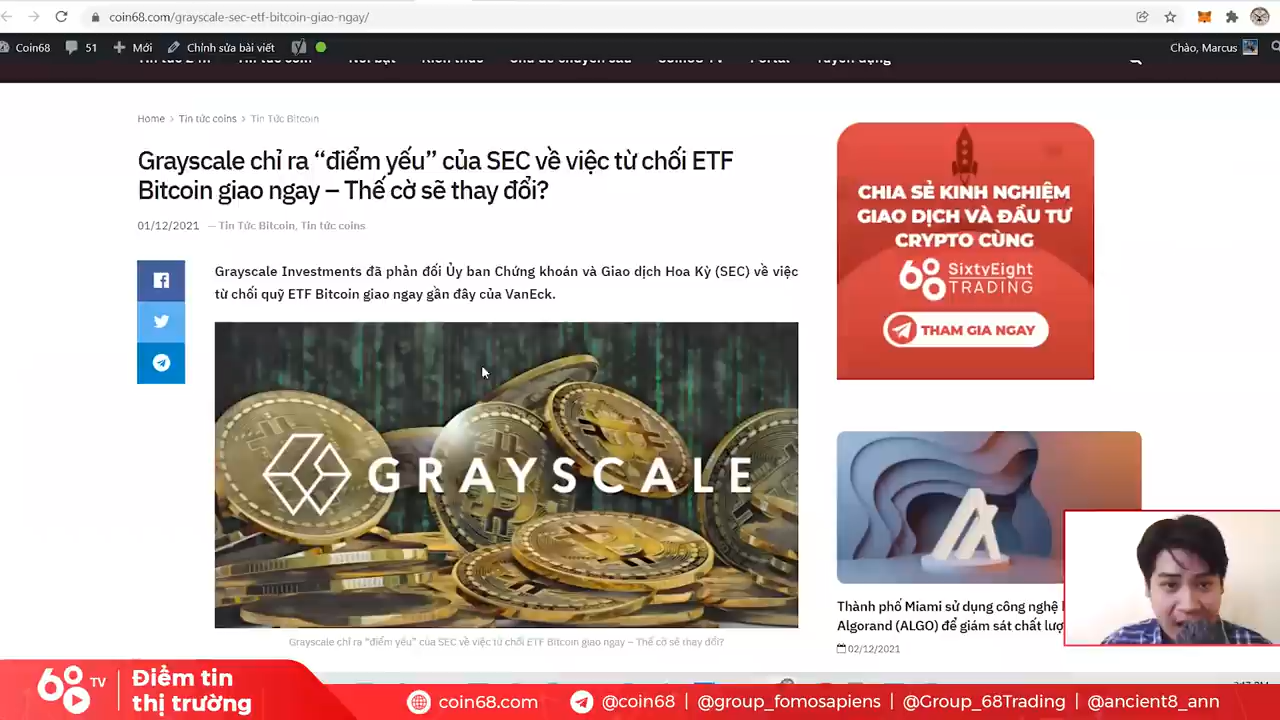 coin68.com/grayscale-sec-etf-bitcoin-giao-ngay/
Coin68 51 Mới Chỉnh sửa bài viết Chào, Marcus
Home > Tin tức coins > Tin Tức Bitcoin
Grayscale chỉ ra “điểm yếu” của SEC về việc từ chối ETF
Bitcoin giao ngay – Thế cờ sẽ thay đổi?
01/12/2021 — Tin Tức Bitcoin, Tin tức coins
Grayscale Investments đã phản đối Ủy ban Chứng khoán và Giao dịch Hoa Kỳ (SEC) về việc
từ chối quỹ ETF Bitcoin giao ngay gần đây của VanEck.
GRAYSCALE
Grayscale chỉ ra “điểm yếu” của SEC về việc từ chối ETF Bitcoin giao ngay – Thế cờ sẽ thay đổi?
CHIA SẺ KINH NGHIỆM
GIAO DỊCH VÀ ĐẦU TƯ
CRYPTO CÙNG
68 SixtyEight
TRADING
THAM GIA NGAY
Thành phố Miami sử dụng công nghệ
Algorand (ALGO) để giám sát chất lượ
02/12/2021
68 TV
Điểm tin
thị trường
coin68.com @coin68 | @group_fomosapiens | @Group_68Trading | @ancient8_ann